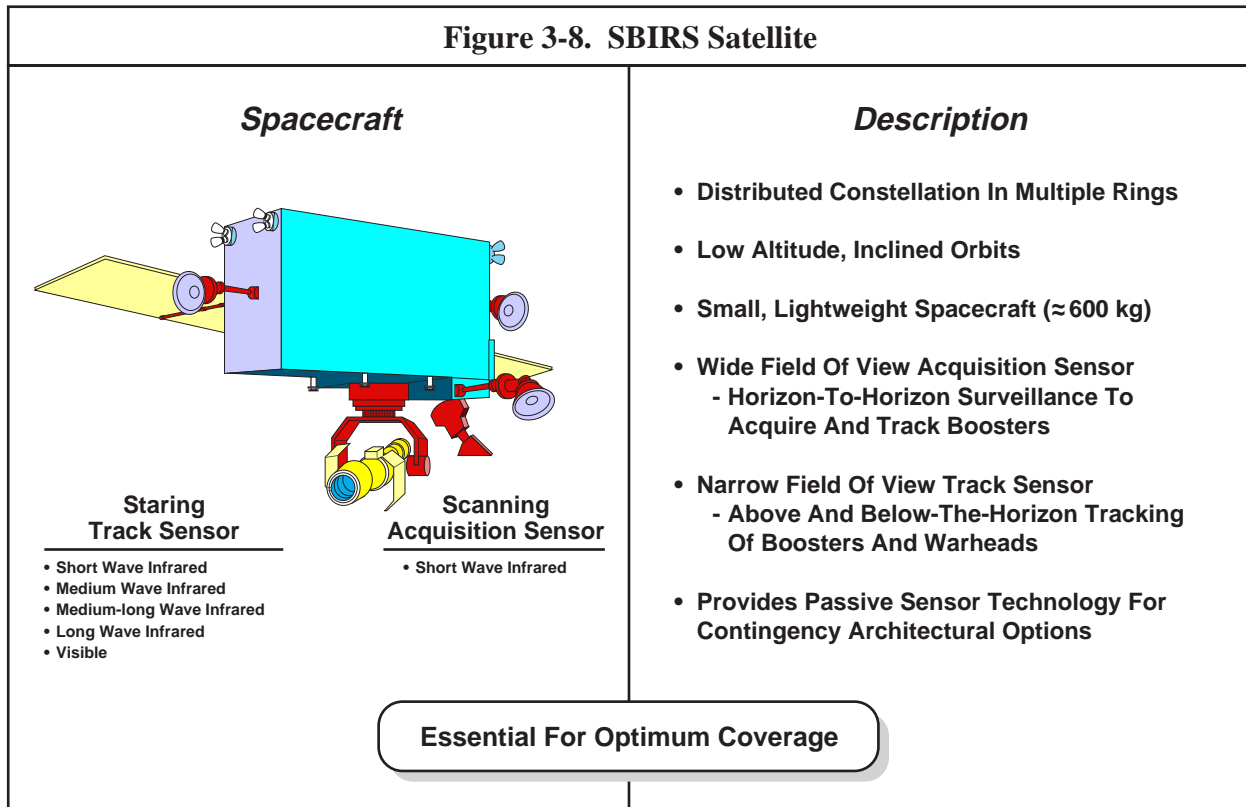 Figure 3-8. SBIRS Satellite
Spacecraft
Staring
Track Sensor
• Short Wave Infrared
• Medium Wave Infrared
• Medium-long Wave Infrared
• Long Wave Infrared
• Visible
Scanning
Acquisition Sensor
• Short Wave Infrared
Description
• Distributed Constellation In Multiple Rings
• Low Altitude, Inclined Orbits
• Small, Lightweight Spacecraft (≈ 600 kg)
• Wide Field Of View Acquisition Sensor
- Horizon-To-Horizon Surveillance To
Acquire And Track Boosters
• Narrow Field Of View Track Sensor
- Above And Below-The-Horizon Tracking
Of Boosters And Warheads
• Provides Passive Sensor Technology For
Contingency Architectural Options
Essential For Optimum Coverage